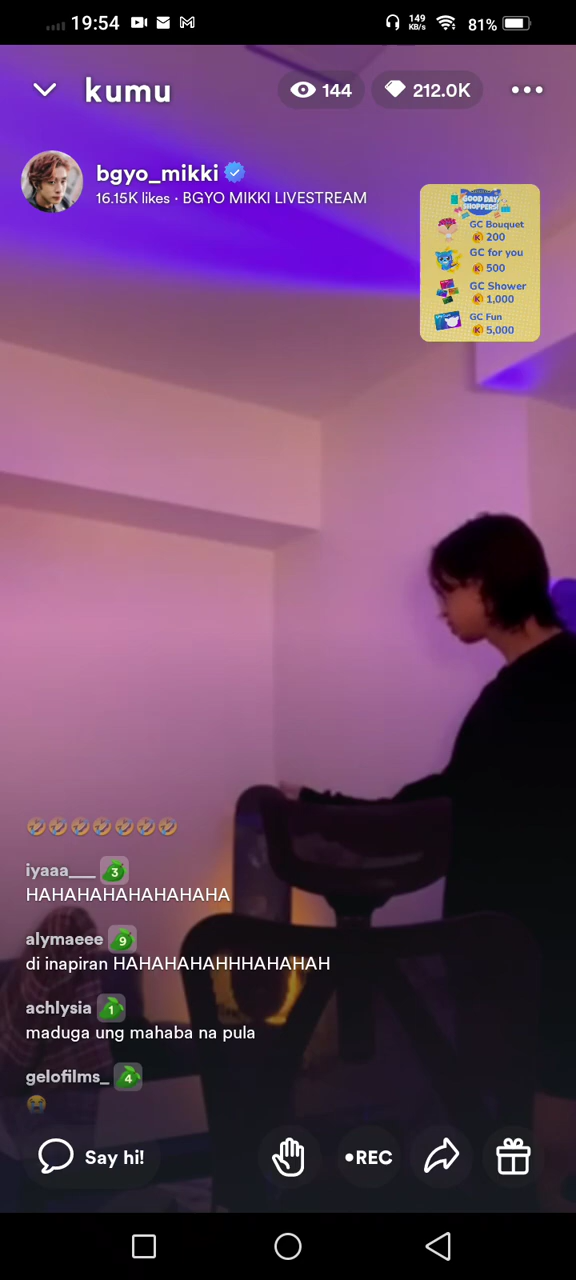 19:54
149
KB/s
81%
kumu
144
212.0K
bgyo_mikki
16.15K likes · BGYO MIKKI LIVESTREAM
GOOD DAY
SHOPPERS!
GC Bouquet
K 200
GC for you
K 500
GC Shower
K 1,000
GC Fun
K 5,000
🤣🤣🤣🤣🤣🤣🤣
iyaaa___ 3
HAHAHAHAHAHAHAHA
alymaeee 9
di inapiran HAHAHAHAHHHAHAHAH
achlysia 1
maduga ung mahaba na pula
gelofilms_ 4
😭
Say hi!
•REC